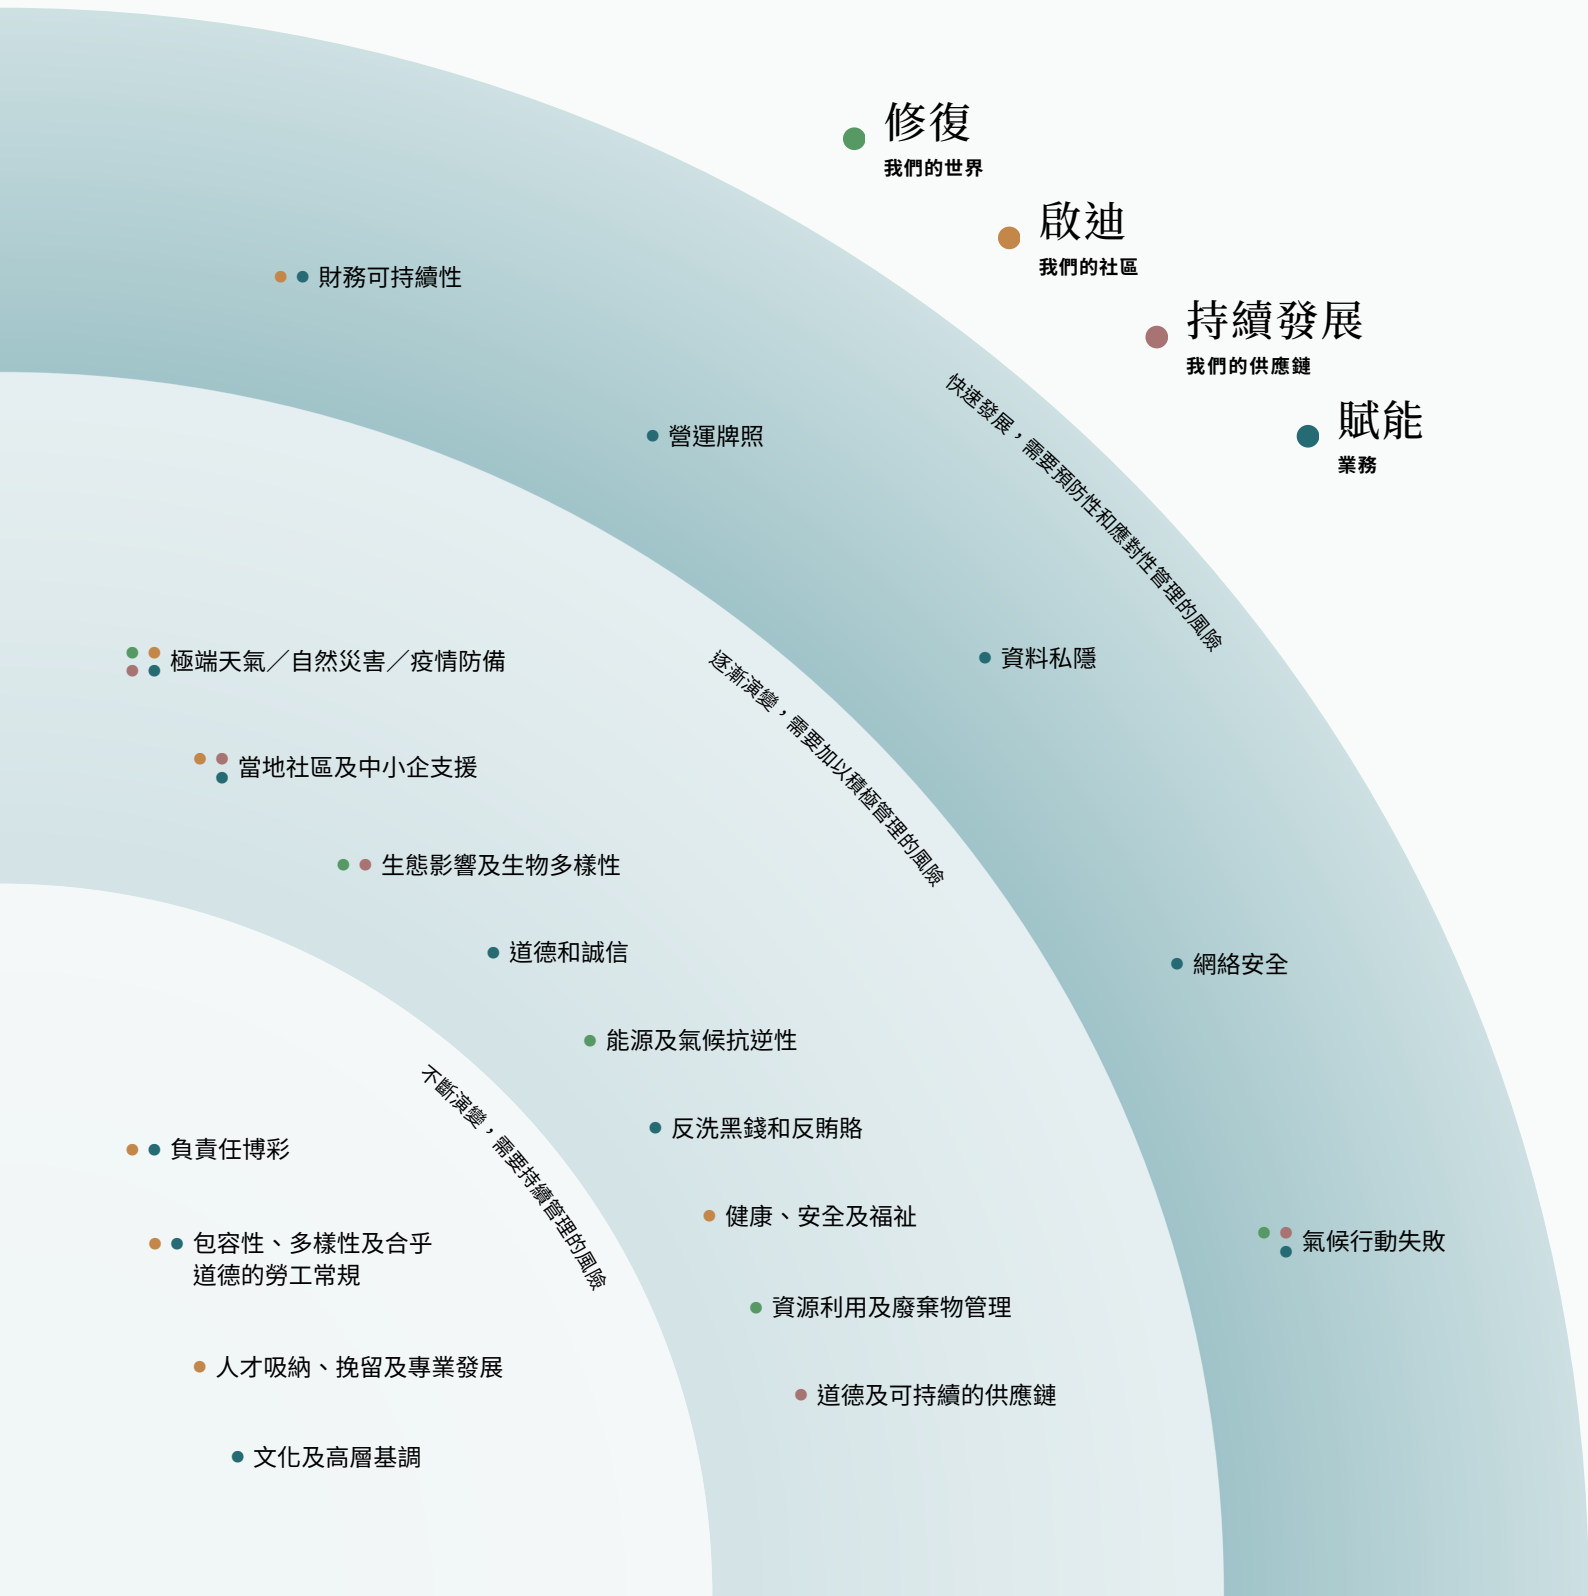 修復
我們的世界
啟迪
我們的社區
持續發展
我們的供應鏈
賦能
業務
快速發展，需要預防性和應對性管理的風險
財務可持續性
營運牌照
資料私隱
網絡安全
氣候行動失敗
逐漸演變，需要加以積極管理的風險
極端天氣／自然災害／疫情防備
當地社區及中小企支援
生態影響及生物多樣性
道德和誠信
能源及氣候抗逆性
反洗黑錢和反賄賂
健康、安全及福祉
資源利用及廢棄物管理
道德及可持續的供應鏈
不斷演變，需要持續管理的風險
負責任博彩
包容性、多樣性及合乎
道德的勞工常規
人才吸納、挽留及專業發展
文化及高層基調